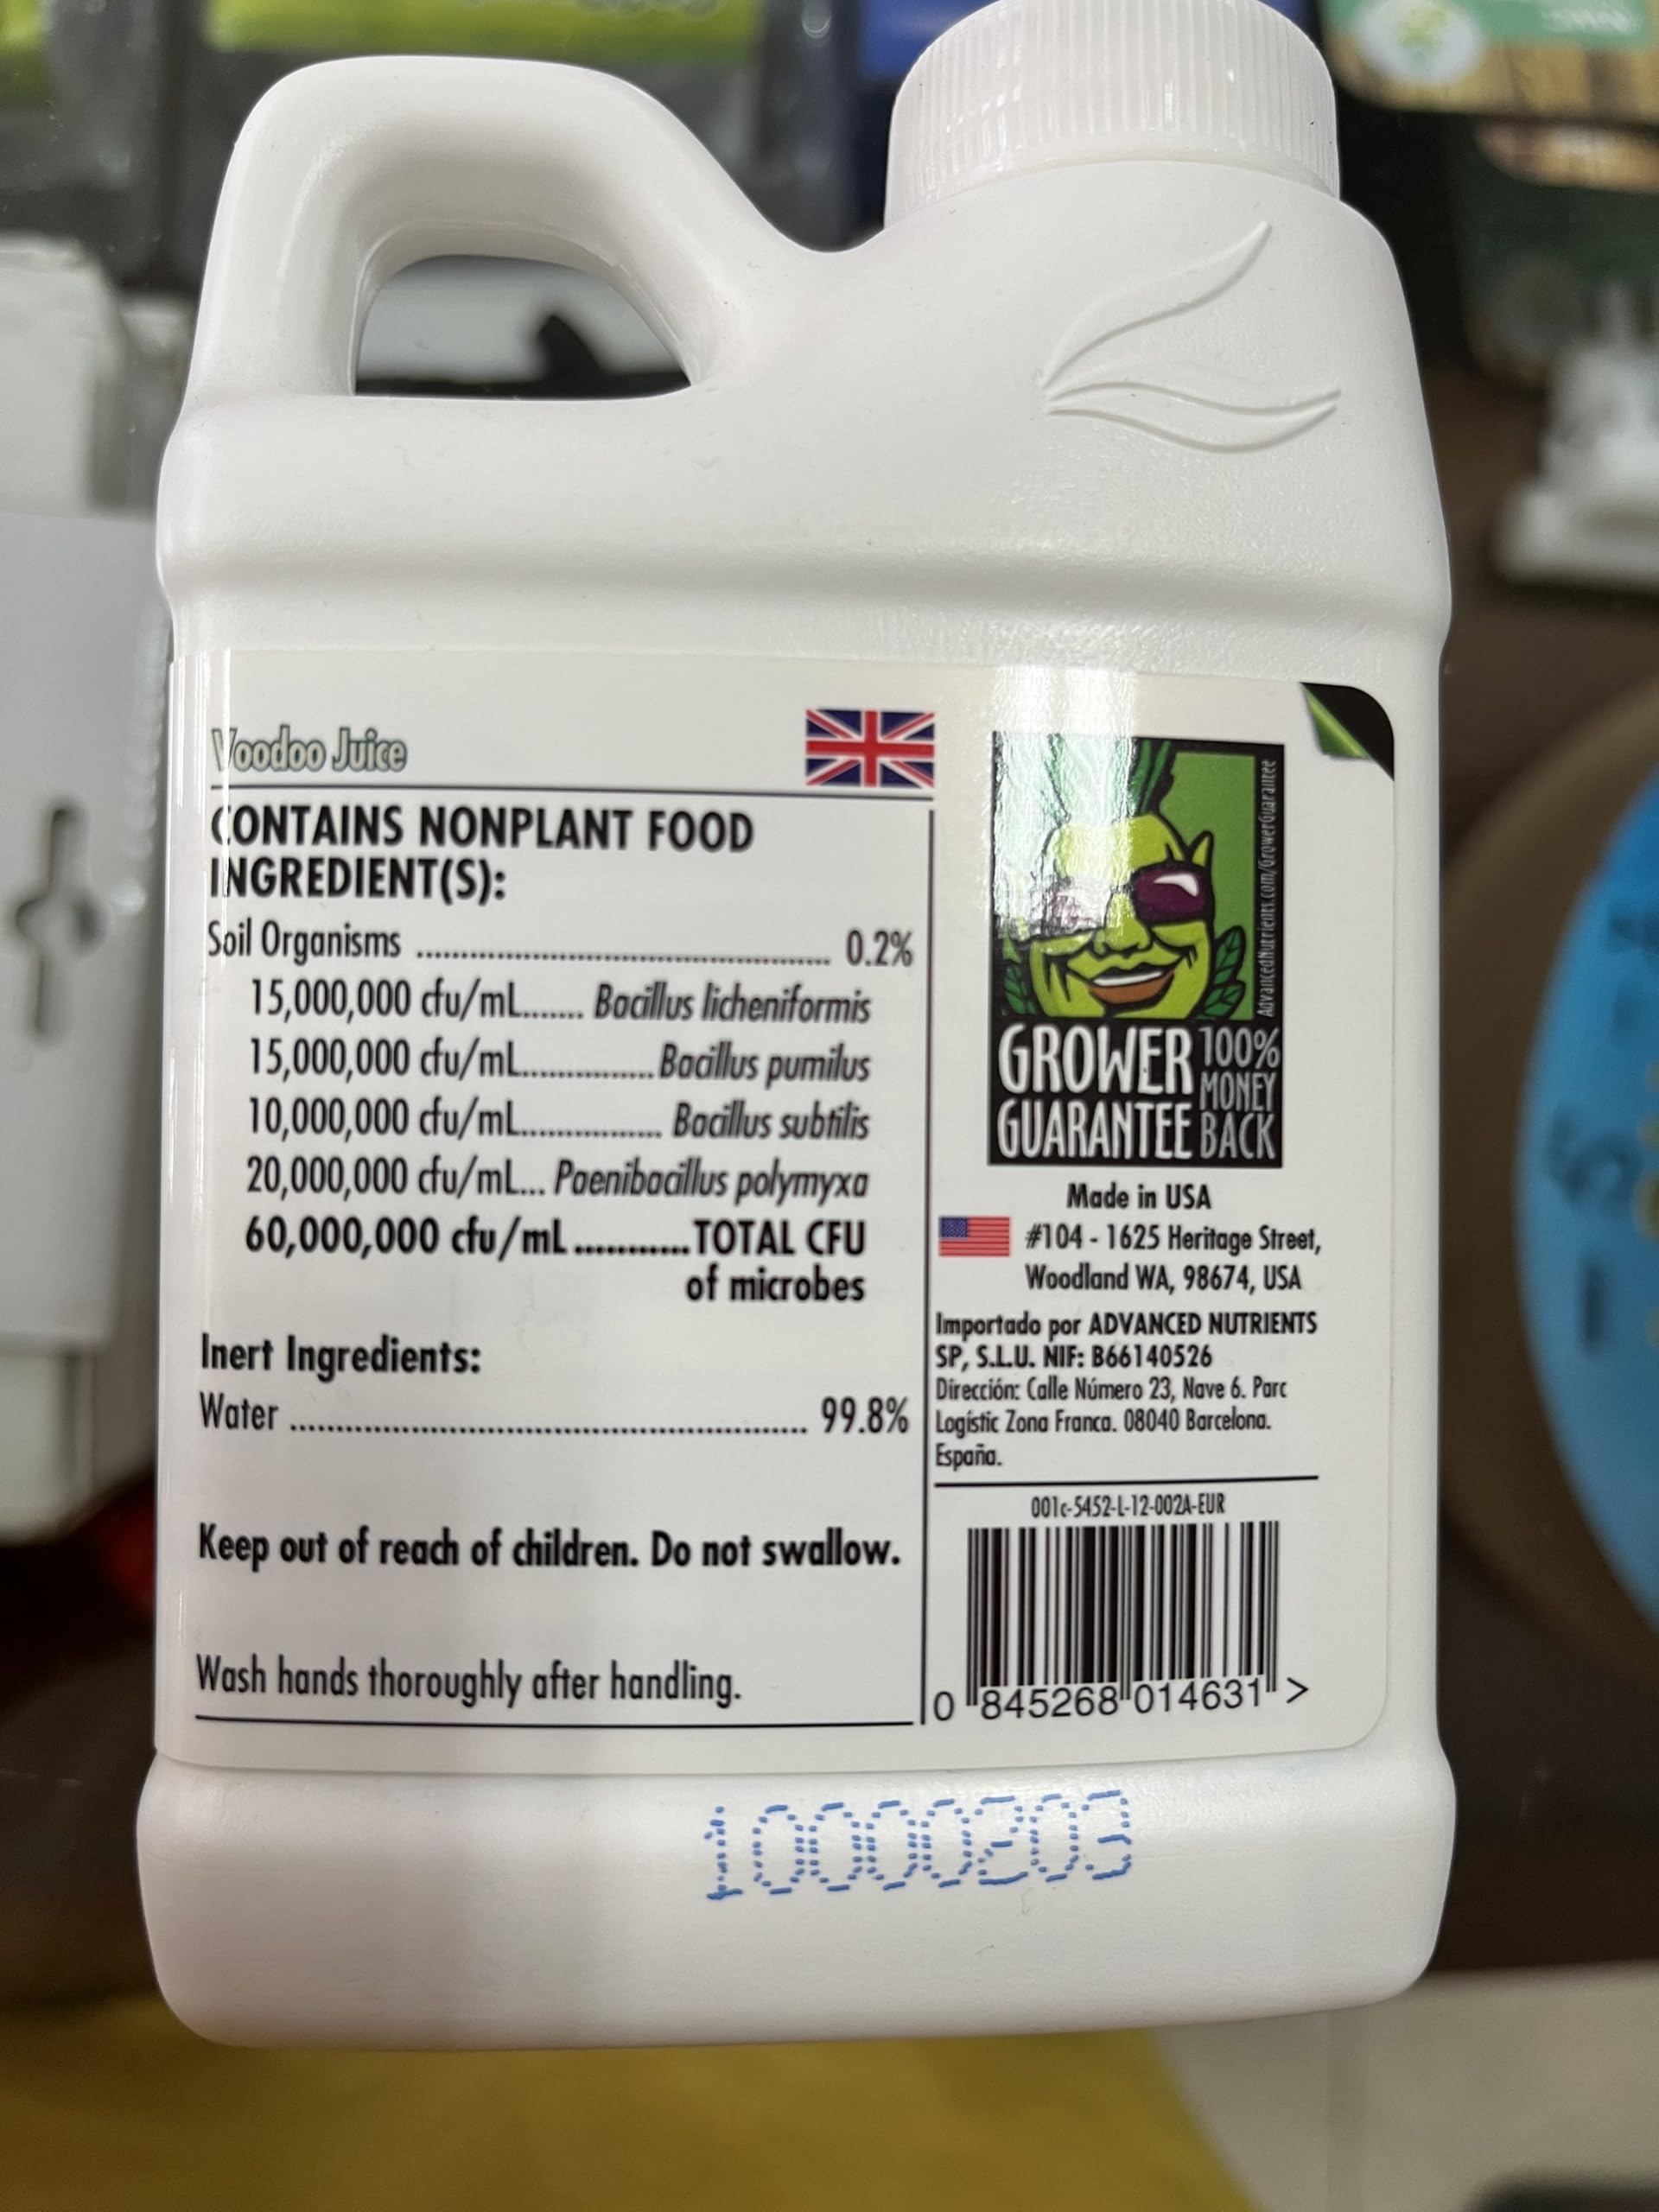 Voodoo Juice
CONTAINS NONPLANT FOOD
INGREDIENT(S):
Soil Organisms ........................................................ 0.2%
15,000,000 cfu/mL....... Bacillus licheniformis
15,000,000 cfu/mL............... Bacillus pumilus
10,000,000 cfu/mL................ Bacillus subtilis
20,000,000 cfu/mL... Paenibacillus polymyxa
60,000,000 cfu/mL ...........TOTAL CFU
of microbes
Inert Ingredients:
Water ...................................................................... 99.8%
Keep out of reach of children. Do not swallow.
Wash hands thoroughly after handling.
AdvancedNutrients.com/GrowerGuarantee
GROWER
GUARANTEE
100%
MONEY
BACK
Made in USA
#104 - 1625 Heritage Street,
Woodland WA, 98674, USA
Importado por ADVANCED NUTRIENTS
SP, S.L.U. NIF: B66140526
Dirección: Calle Número 23, Nave 6. Parc
Logístic Zona Franca. 08040 Barcelona.
España.
001c-5452-L-12-002A-EUR
0 845268 014631 >
10000203